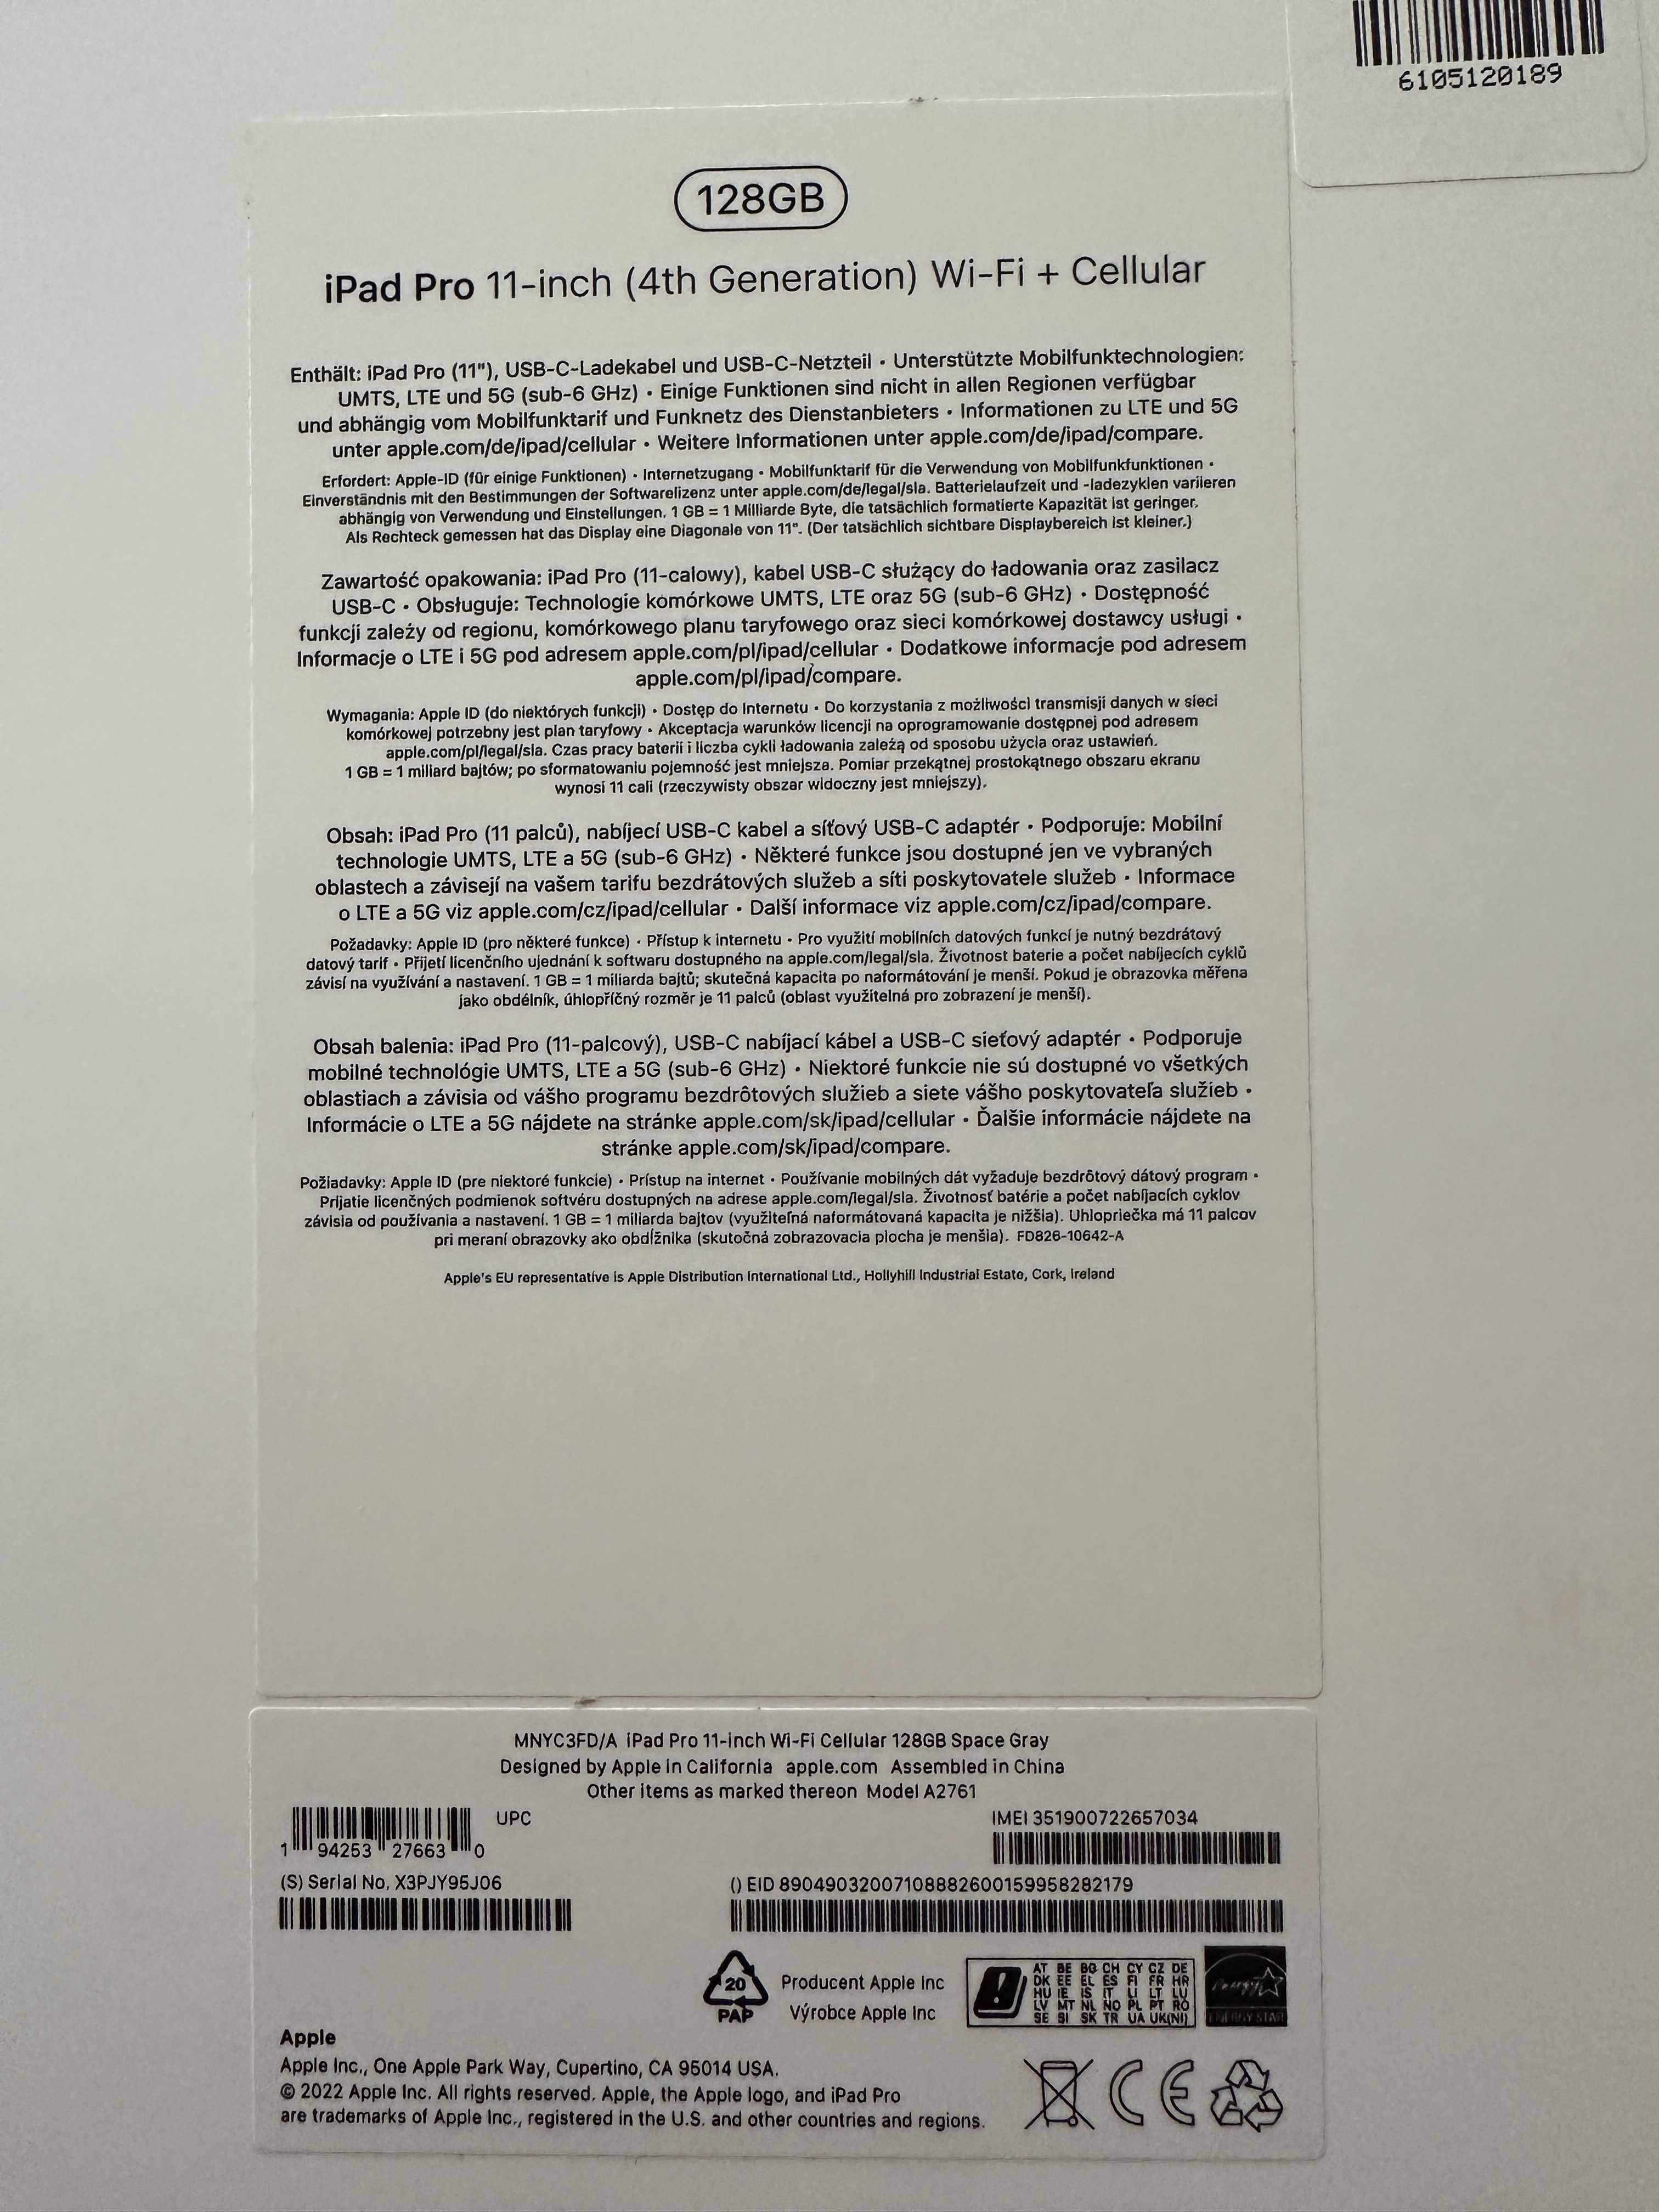 6105120189
128GB
iPad Pro 11-inch (4th Generation) Wi-Fi + Cellular
Enthält: iPad Pro (11"), USB-C-Ladekabel und USB-C-Netzteil • Unterstützte Mobilfunktechnologien:
UMTS, LTE und 5G (sub-6 GHz) • Einige Funktionen sind nicht in allen Regionen verfügbar
und abhängig vom Mobilfunktarif und Funknetz des Dienstanbieters • Informationen zu LTE und 5G
unter apple.com/de/ipad/cellular • Weitere Informationen unter apple.com/de/ipad/compare.
Erfordert: Apple-ID (für einige Funktionen) • Internetzugang • Mobilfunktarif für die Verwendung von Mobilfunkfunktionen •
Einverständnis mit den Bestimmungen der Softwarelizenz unter apple.com/de/legal/sla. Batterielaufzeit und -ladezyklen variieren
abhängig von Verwendung und Einstellungen. 1 GB = 1 Milliarde Byte, die tatsächlich formatierte Kapazität ist geringer.
Als Rechteck gemessen hat das Display eine Diagonale von 11". (Der tatsächlich sichtbare Displaybereich ist kleiner.)
Zawartość opakowania: iPad Pro (11-calowy), kabel USB-C służący do ładowania oraz zasilacz
USB-C • Obsługuje: Technologie komórkowe UMTS, LTE oraz 5G (sub-6 GHz) • Dostępność
funkcji zależy od regionu, komórkowego planu taryfowego oraz sieci komórkowej dostawcy usługi •
Informacje o LTE i 5G pod adresem apple.com/pl/ipad/cellular • Dodatkowe informacje pod adresem
apple.com/pl/ipad/compare.
Wymagania: Apple ID (do niektórych funkcji) • Dostęp do Internetu • Do korzystania z możliwości transmisji danych w sieci
komórkowej potrzebny jest plan taryfowy • Akceptacja warunków licencji na oprogramowanie dostępnej pod adresem
apple.com/pl/legal/sla. Czas pracy baterii i liczba cykli ładowania zależą od sposobu użycia oraz ustawień.
1 GB = 1 miliard bajtów; po sformatowaniu pojemność jest mniejsza. Pomiar przekątnej prostokątnego obszaru ekranu
wynosi 11 cali (rzeczywisty obszar widoczny jest mniejszy).
Obsah: iPad Pro (11 palců), nabíjecí USB-C kabel a síťový USB-C adaptér • Podporuje: Mobilní
technologie UMTS, LTE a 5G (sub-6 GHz) • Některé funkce jsou dostupné jen ve vybraných
oblastech a závisejí na vašem tarifu bezdrátových služeb a síti poskytovatele služeb • Informace
o LTE a 5G viz apple.com/cz/ipad/cellular • Další informace viz apple.com/cz/ipad/compare.
Požadavky: Apple ID (pro některé funkce) • Přístup k internetu • Pro využití mobilních datových funkcí je nutný bezdrátový
datový tarif • Přijetí licenčního ujednání k softwaru dostupného na apple.com/legal/sla. Životnost baterie a počet nabíjecích cyklů
závisí na využívání a nastavení. 1 GB = 1 miliarda bajtů; skutečná kapacita po naformátování je menší. Pokud je obrazovka měřena
jako obdélník, úhlopříčný rozměr je 11 palců (oblast využitelná pro zobrazení je menší).
Obsah balenia: iPad Pro (11-palcový), USB-C nabíjací kábel a USB-C sieťový adaptér • Podporuje
mobilné technológie UMTS, LTE a 5G (sub-6 GHz) • Niektoré funkcie nie sú dostupné vo všetkých
oblastiach a závisia od vášho programu bezdrôtových služieb a siete vášho poskytovateľa služieb •
Informácie o LTE a 5G nájdete na stránke apple.com/sk/ipad/cellular • Ďalšie informácie nájdete na
stránke apple.com/sk/ipad/compare.
Požiadavky: Apple ID (pre niektoré funkcie) • Prístup na internet • Používanie mobilných dát vyžaduje bezdrôtový dátový program •
Prijatie licenčných podmienok softvéru dostupných na adrese apple.com/legal/sla. Životnosť batérie a počet nabíjacích cyklov
závisia od používania a nastavení. 1 GB = 1 miliarda bajtov (využiteľná naformátovaná kapacita je nižšia). Uhlopriečka má 11 palcov
pri meraní obrazovky ako obdĺžnika (skutočná zobrazovacia plocha je menšia). FD826-10642-A
Apple's EU representative is Apple Distribution International Ltd., Hollyhill Industrial Estate, Cork, Ireland
MNYC3FD/A iPad Pro 11-inch Wi-Fi Cellular 128GB Space Gray
Designed by Apple in California apple.com Assembled in China
Other items as marked thereon Model A2761
UPC
1 94253 27663 0
IMEI 351900722657034
(S) Serial No. X3PJY95J06
() EID 89049032007108882600159958282179
20
PAP
Producent Apple Inc
Výrobce Apple Inc
AT BE BG CH CY CZ DE
DK EE EL ES FI FR HR
HU IE IS IT LI LT LU
LV MT NL NO PL PT RO
SE SI SK TR UA UK(NI)
energy
ENERGY STAR
Apple
Apple Inc., One Apple Park Way, Cupertino, CA 95014 USA.
© 2022 Apple Inc. All rights reserved. Apple, the Apple logo, and iPad Pro
are trademarks of Apple Inc., registered in the U.S. and other countries and regions.
CE